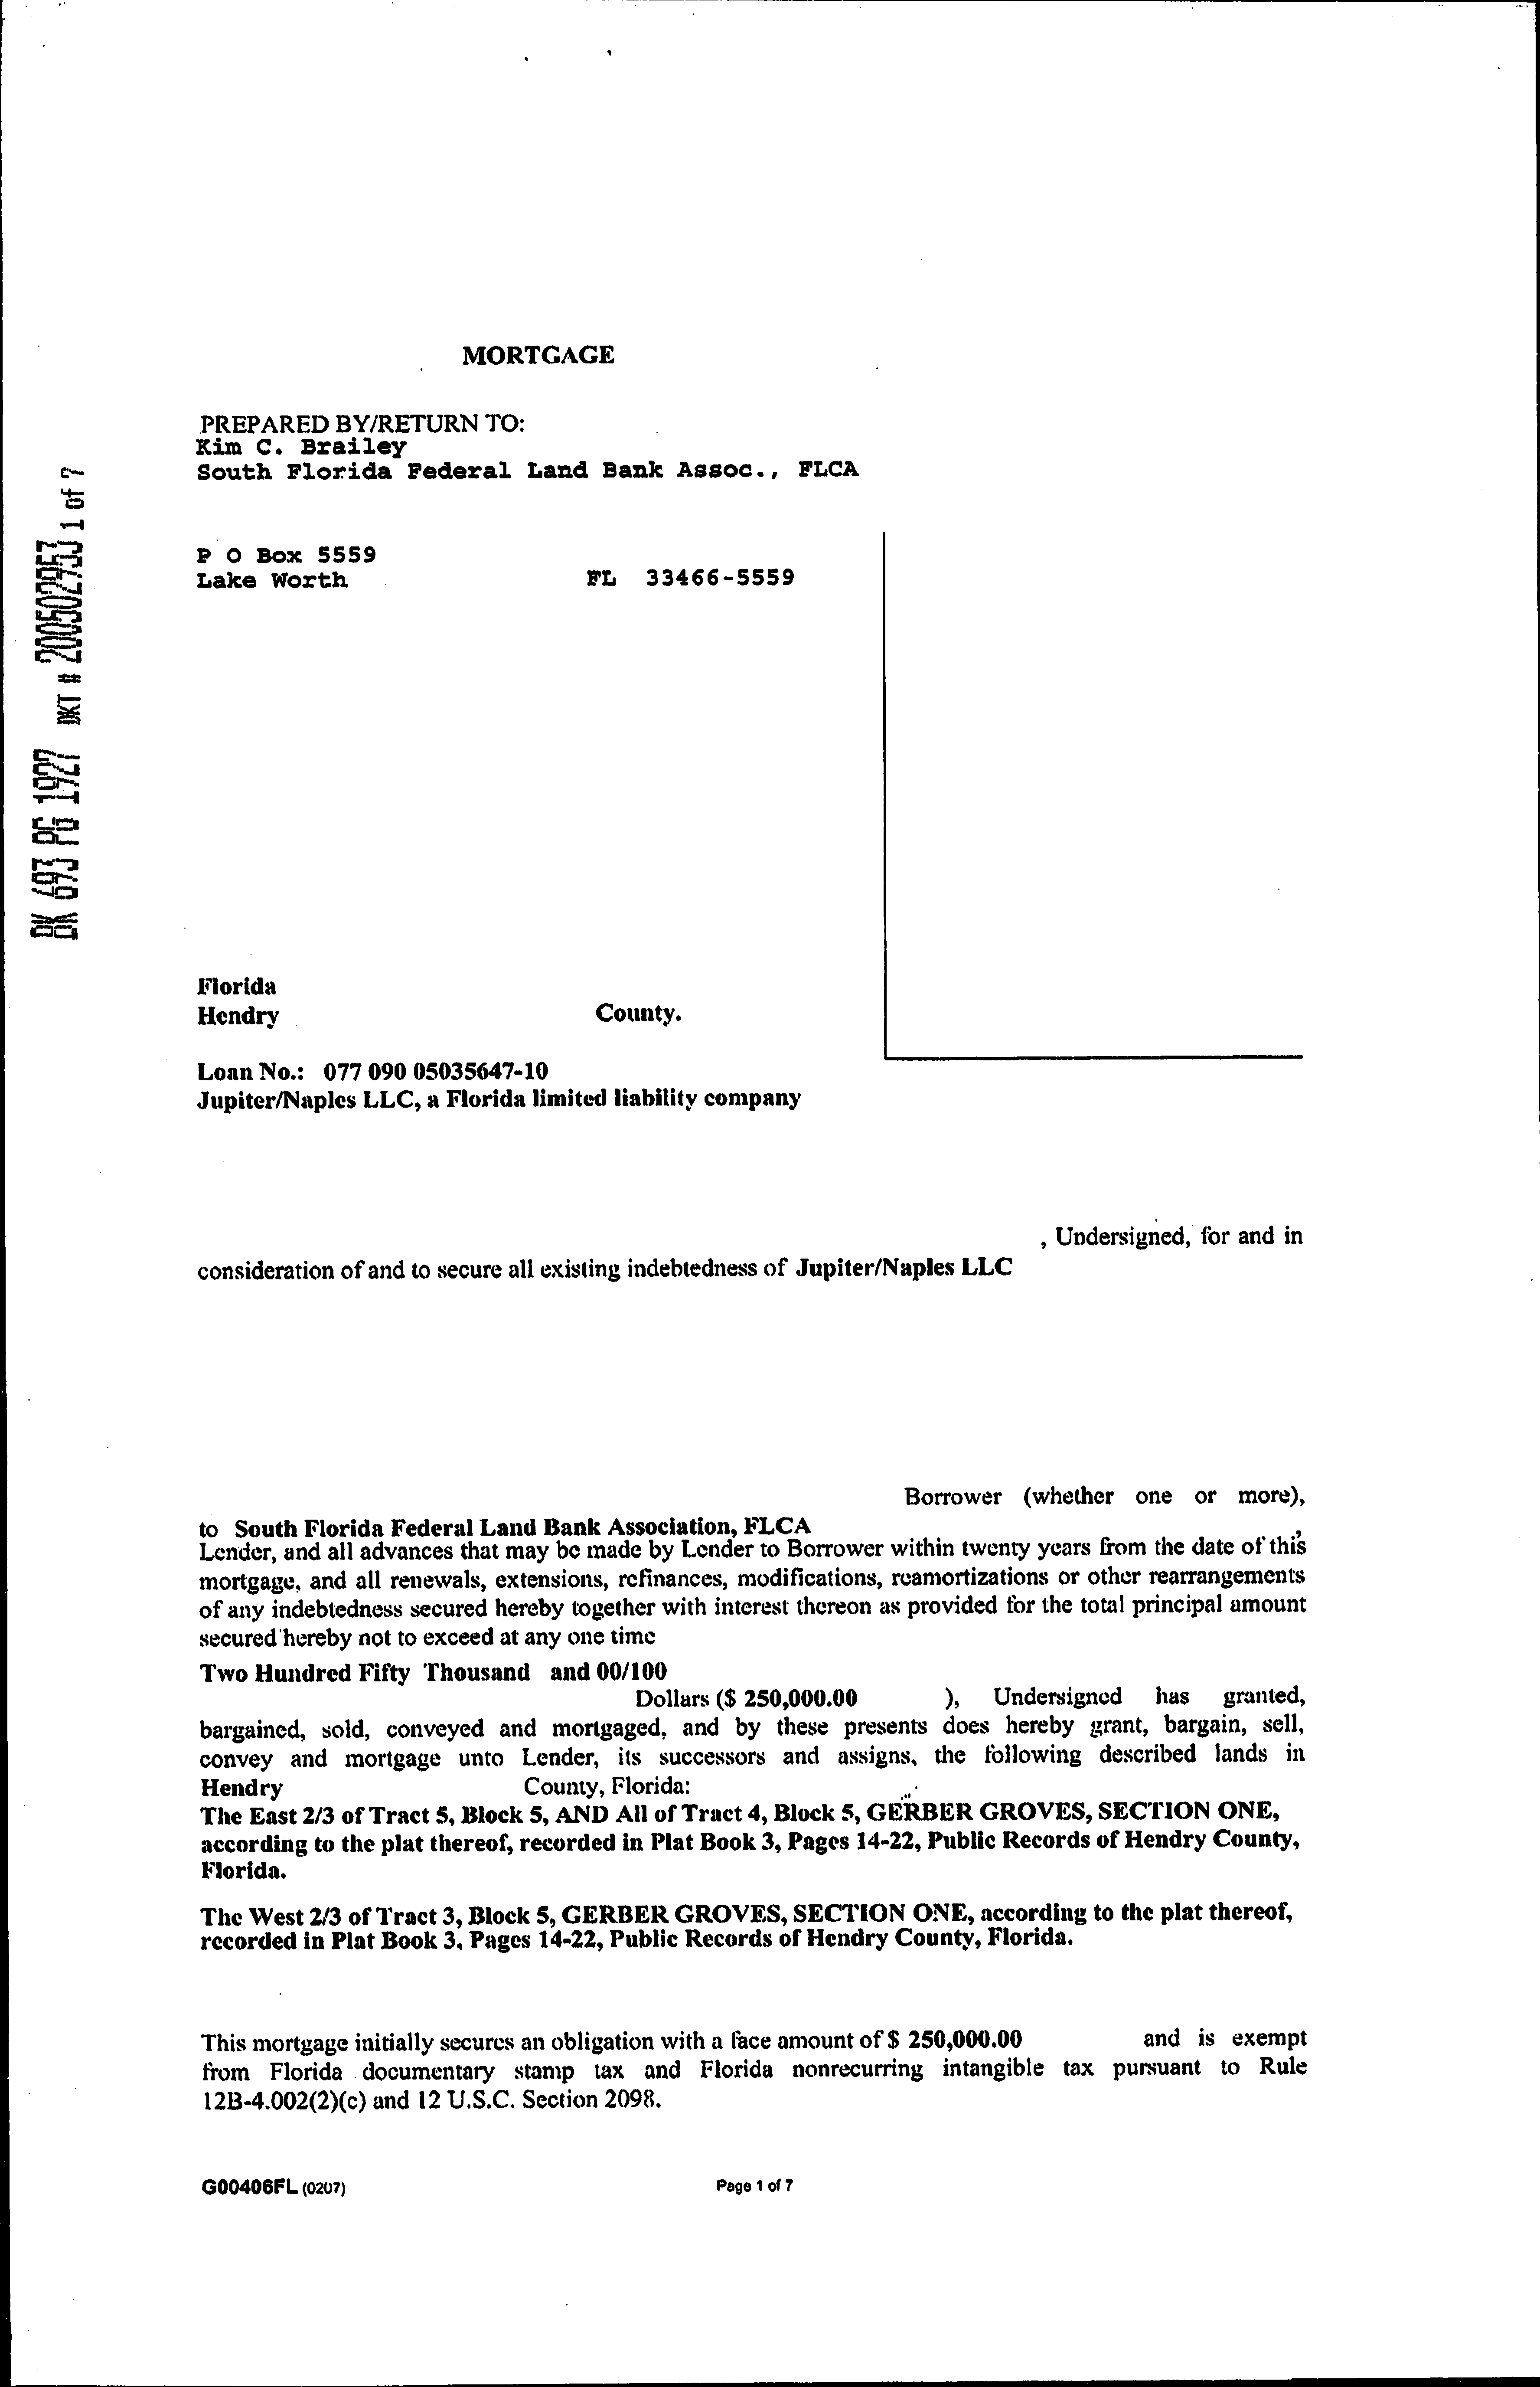 MORTGAGE
PREPARED BY/RETURN TO:
Kim C. Brailey
South Florida Federal Land Bank Assoc., FLCA
P O Box 5559
Lake Worth FL 33466-5559
BK 693 PG 1927 DKT # 200502953 1 of 7
Florida
Hendry County.
Loan No.: 077 090 05035647-10
Jupiter/Naples LLC, a Florida limited liability company
, Undersigned, for and in
consideration of and to secure all existing indebtedness of Jupiter/Naples LLC
Borrower (whether one or more),
to South Florida Federal Land Bank Association, FLCA ,
Lender, and all advances that may be made by Lender to Borrower within twenty years from the date of this
mortgage, and all renewals, extensions, refinances, modifications, reamortizations or other rearrangements
of any indebtedness secured hereby together with interest thereon as provided for the total principal amount
secured hereby not to exceed at any one time
Two Hundred Fifty Thousand and 00/100
Dollars ($ 250,000.00 ), Undersigned has granted,
bargained, sold, conveyed and mortgaged, and by these presents does hereby grant, bargain, sell,
convey and mortgage unto Lender, its successors and assigns, the following described lands in
Hendry County, Florida:
The East 2/3 of Tract 5, Block 5, AND All of Tract 4, Block 5, GERBER GROVES, SECTION ONE,
according to the plat thereof, recorded in Plat Book 3, Pages 14-22, Public Records of Hendry County,
Florida.
The West 2/3 of Tract 3, Block 5, GERBER GROVES, SECTION ONE, according to the plat thereof,
recorded in Plat Book 3, Pages 14-22, Public Records of Hendry County, Florida.
This mortgage initially secures an obligation with a face amount of $ 250,000.00 and is exempt
from Florida documentary stamp tax and Florida nonrecurring intangible tax pursuant to Rule
12B-4.002(2)(c) and 12 U.S.C. Section 2098.
G00406FL (0207) Page 1 of 7